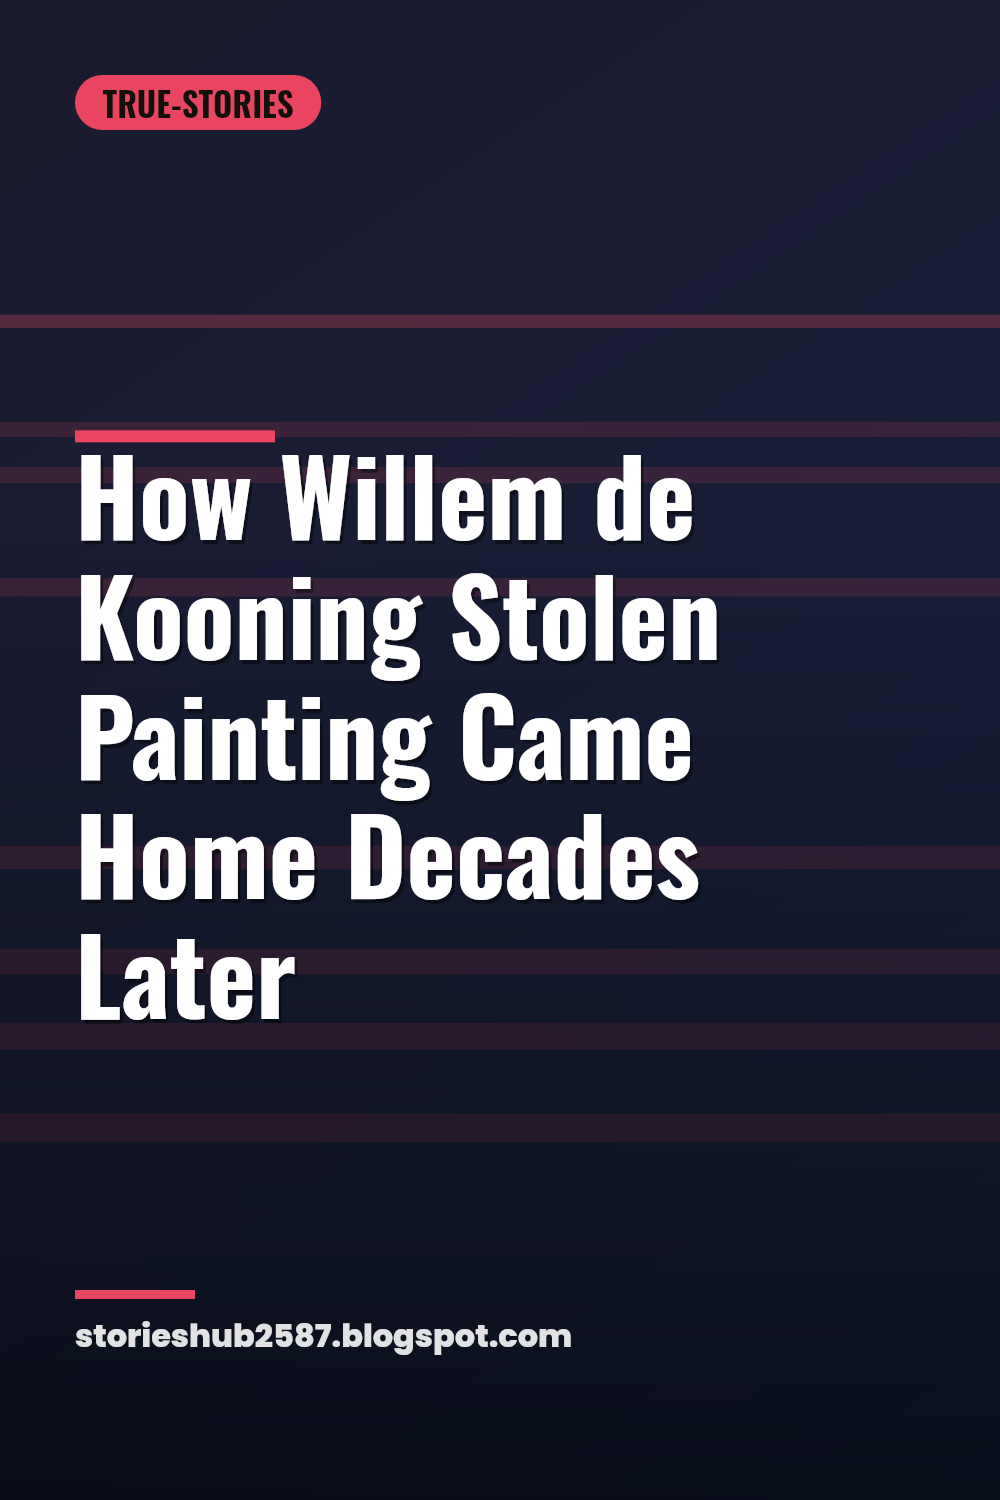 TRUE-STORIES
How Willem de
Kooning Stolen
Painting Came
Home Decades
Later
storieshub2587.blogspot.com